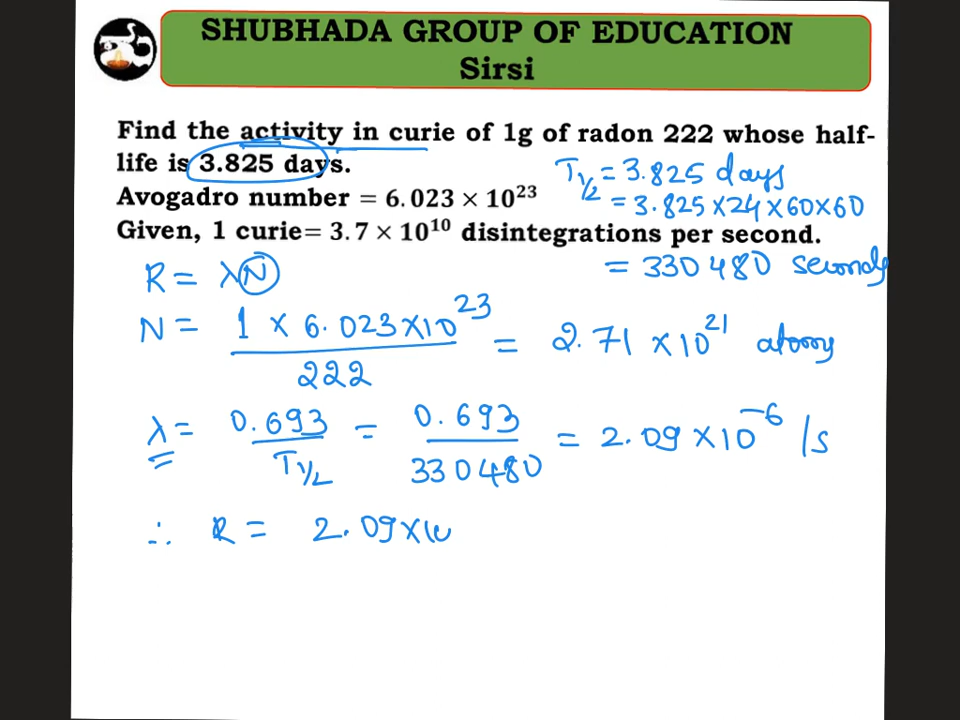 SHUBHADA GROUP OF EDUCATION
Sirsi
Find the activity in curie of 1g of radon 222 whose half-
life is 3.825 days.
Avogadro number = 6.023 × 10²³
Given, 1 curie= 3.7 × 10¹⁰ disintegrations per second.
T½ = 3.825 days
= 3.825×24×60×60
= 330480 seconds
R = λN
N = 1 × 6.023×10²³ / 222 = 2.71 × 10²¹ atoms
λ = 0.693 / T½ = 0.693 / 330480 = 2.09 × 10⁻⁶ /s
∴ R = 2.09×10